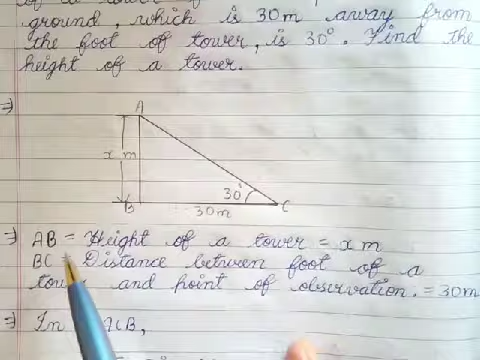 ground, which is 30m away from
the foot of tower, is 30°. Find the
height of a tower.
⇒
A
x m
30°
B
30m
C
⇒ AB = Height of a tower = x m
BC Distance between foot of a
and point of observation. = 30m
⇒ In ACB,